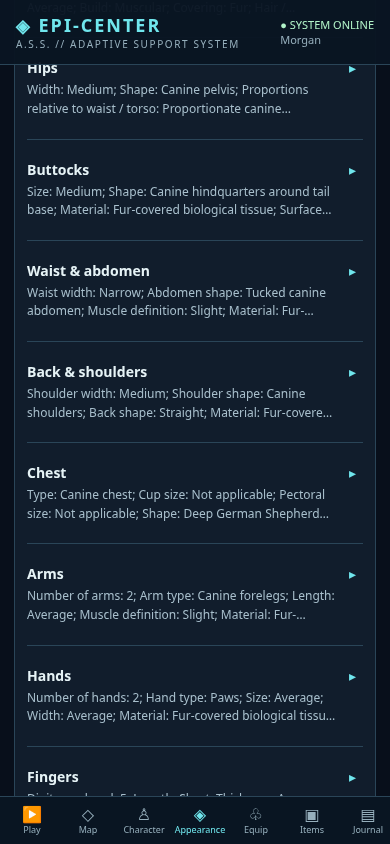 ◈ EPI-CENTER
A.S.S. // ADAPTIVE SUPPORT SYSTEM
● SYSTEM ONLINE
Morgan
Hips
Width: Medium; Shape: Canine pelvis; Proportions
relative to waist / torso: Proportionate canine...
Buttocks
Size: Medium; Shape: Canine hindquarters around tail
base; Material: Fur-covered biological tissue; Surface...
Waist & abdomen
Waist width: Narrow; Abdomen shape: Tucked canine
abdomen; Muscle definition: Slight; Material: Fur-...
Back & shoulders
Shoulder width: Medium; Shoulder shape: Canine
shoulders; Back shape: Straight; Material: Fur-covere...
Chest
Type: Canine chest; Cup size: Not applicable; Pectoral
size: Not applicable; Shape: Deep German Shepherd...
Arms
Number of arms: 2; Arm type: Canine forelegs; Length:
Average; Muscle definition: Slight; Material: Fur-...
Hands
Number of hands: 2; Hand type: Paws; Size: Average;
Width: Average; Material: Fur-covered biological tissu...
Fingers
Play
Map
Character
Appearance
Equip
Items
Journal